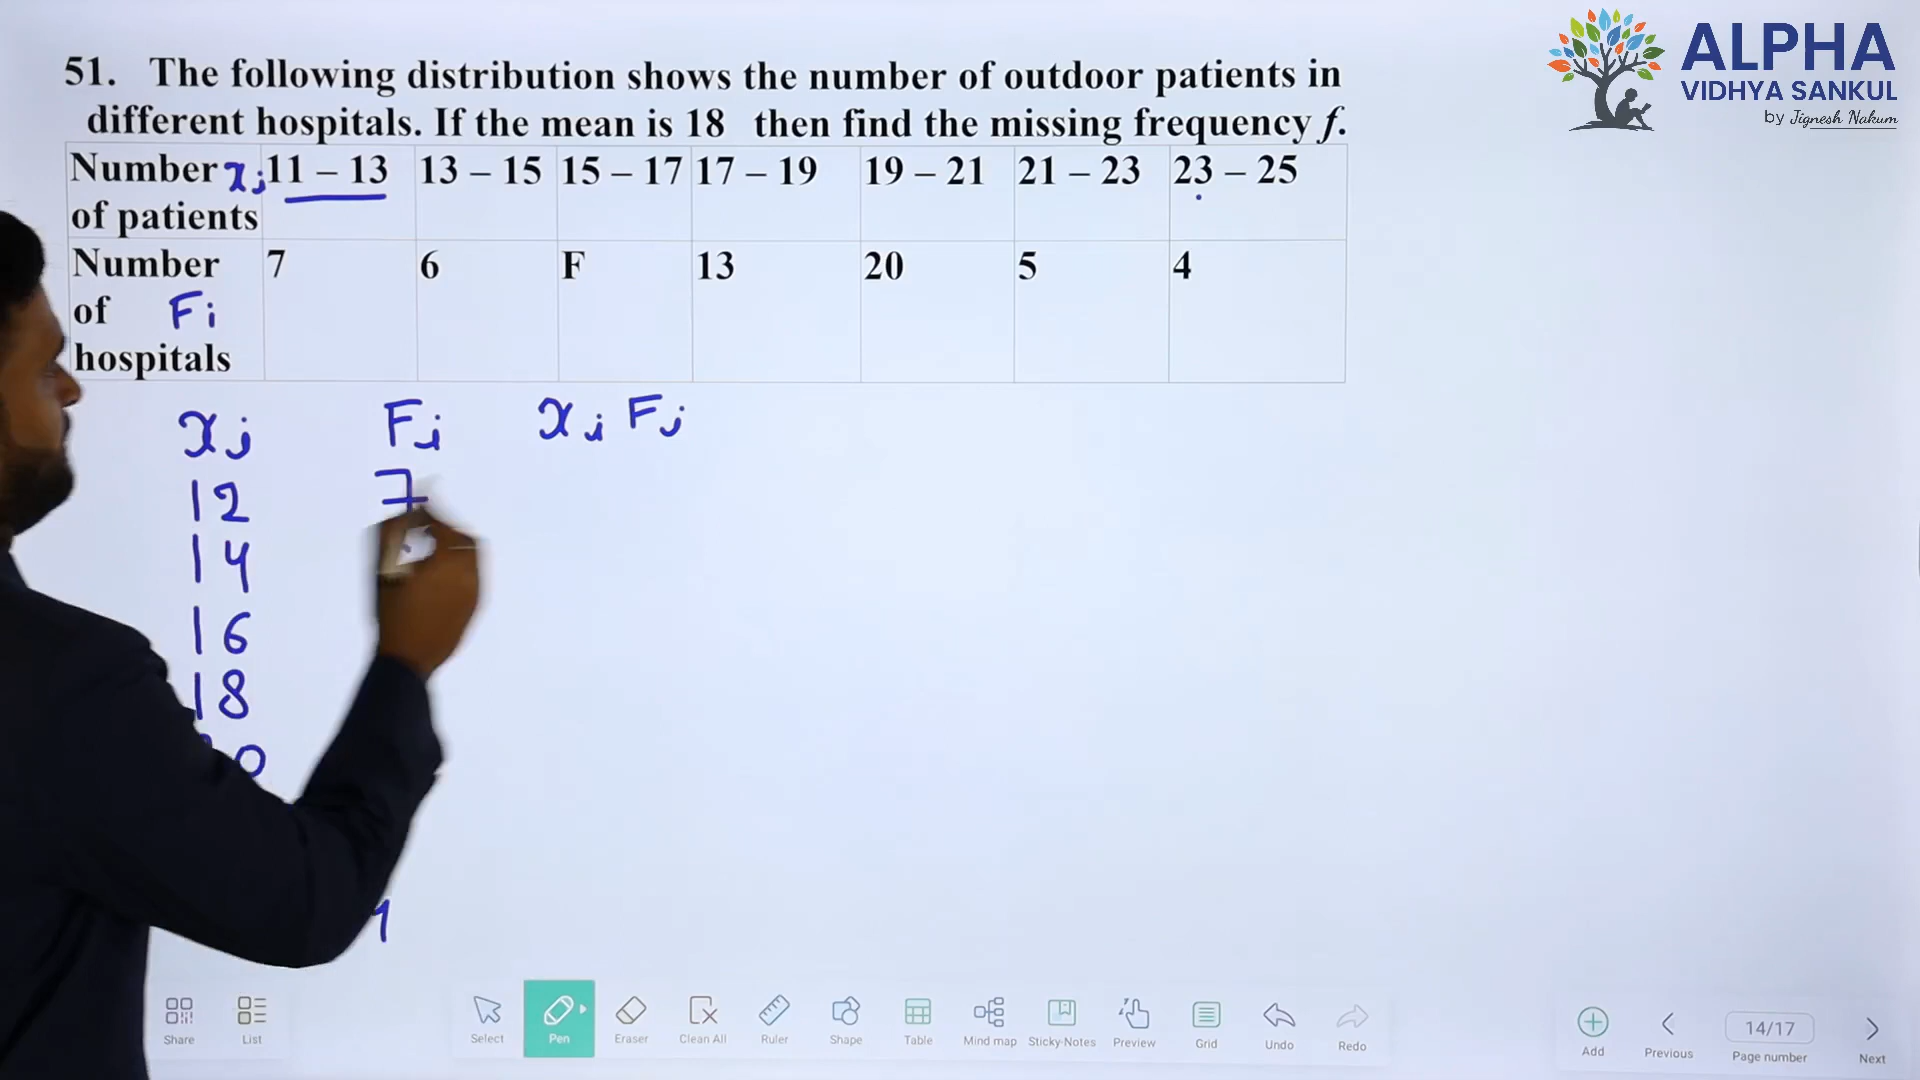 ALPHA
VIDHYA SANKUL
by Jignesh Nakum
51. The following distribution shows the number of outdoor patients in
different hospitals. If the mean is 18 then find the missing frequency f.
Number xi 11 – 13 13 – 15 15 – 17 17 – 19 19 – 21 21 – 23 23 – 25
of patients
Number 7 6 F 13 20 5 4
of Fi
hospitals
xi Fi xi Fi
12 7
14
16
18
Share List Select Pen Eraser Clean All Ruler Shape Table Mind map Sticky-Notes Preview Grid Undo Redo Add Previous 14/17 Page number Next